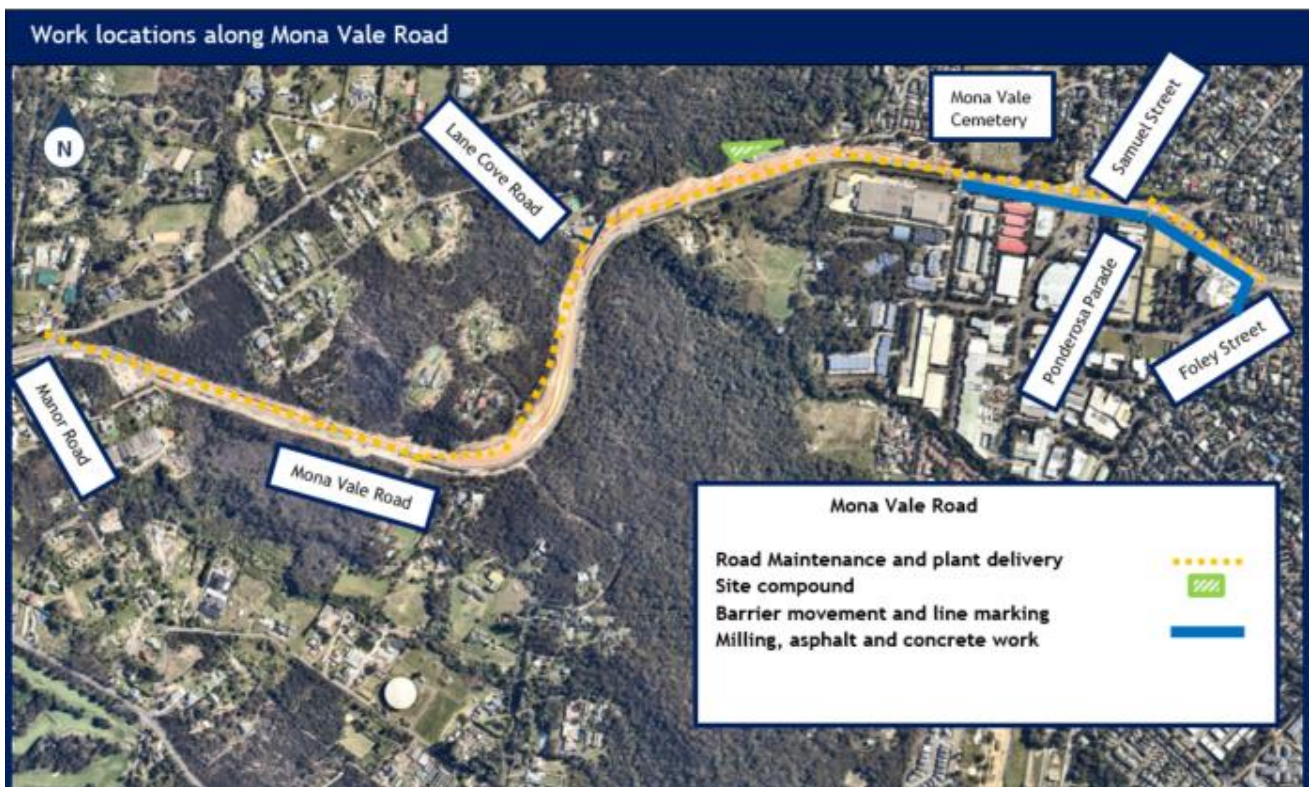 Work locations along Mona Vale Road
N
Mona Vale
Cemetery
Samuel Street
Lane Cove Road
Ponderosa Parade
Foley Street
Manor Road
Mona Vale Road
Mona Vale Road
Road Maintenance and plant delivery
Site compound
Barrier movement and line marking
Milling, asphalt and concrete work